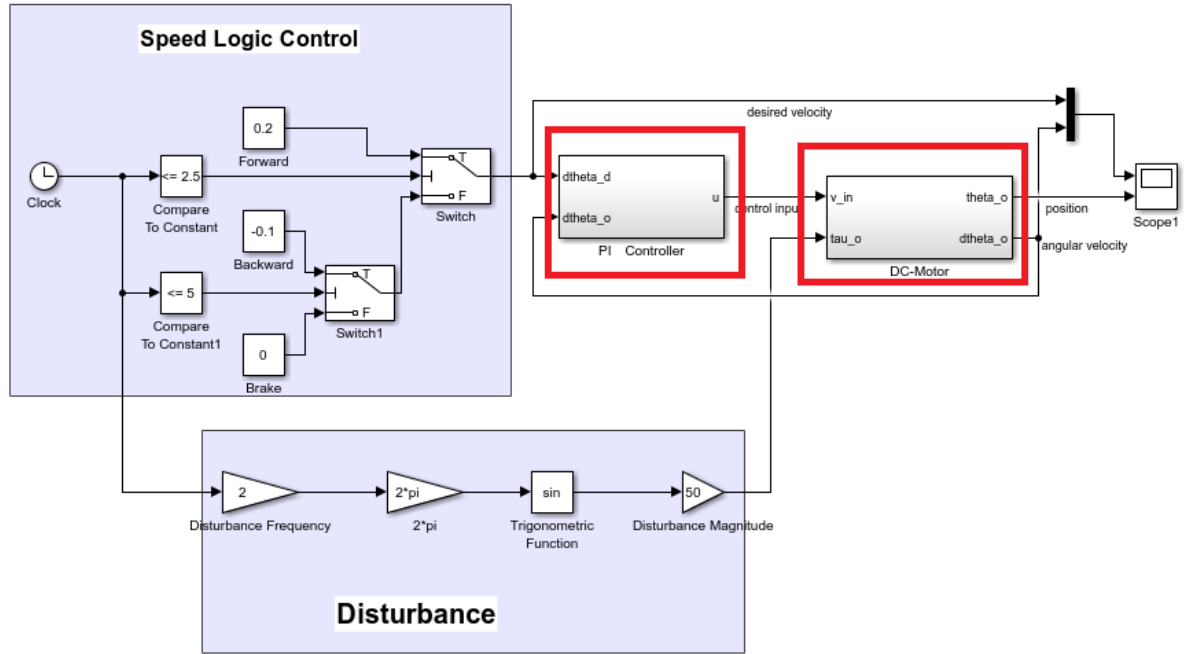 Speed Logic Control
0.2
Forward
Clock
<= 2.5
Compare
To Constant
T
F
Switch
-0.1
Backward
<= 5
Compare
To Constant1
T
F
Switch1
0
Brake
desired velocity
dtheta_d
dtheta_o
u
PI Controller
control inpu
v_in
tau_o
theta_o
dtheta_o
DC-Motor
position
angular velocity
Scope1
2
Disturbance Frequency
2*pi
2*pi
sin
Trigonometric
Function
50
Disturbance Magnitude
Disturbance